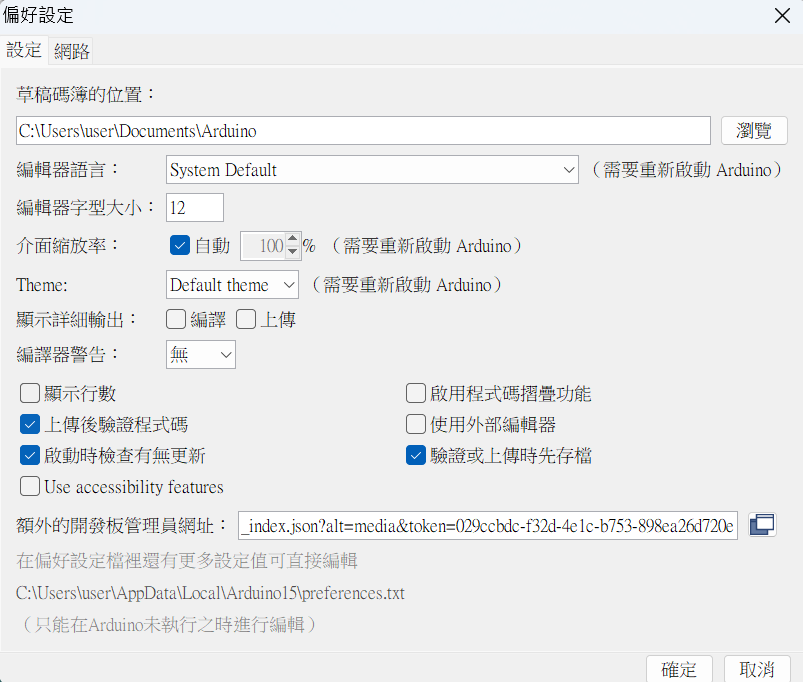 偏好設定
設定 網路
草稿碼簿的位置：
C:\Users\user\Documents\Arduino 瀏覽
編輯器語言： System Default （需要重新啟動 Arduino）
編輯器字型大小： 12
介面縮放率： 自動 100 % （需要重新啟動 Arduino）
Theme: Default theme （需要重新啟動 Arduino）
顯示詳細輸出： 編譯 上傳
編譯器警告： 無
顯示行數 啟用程式碼摺疊功能
上傳後驗證程式碼 使用外部編輯器
啟動時檢查有無更新 驗證或上傳時先存檔
Use accessibility features
額外的開發板管理員網址： _index.json?alt=media&token=029ccbdc-f32d-4e1c-b753-898ea26d720e
在偏好設定檔裡還有更多設定值可直接編輯
C:\Users\user\AppData\Local\Arduino15\preferences.txt
（只能在Arduino未執行之時進行編輯）
確定 取消